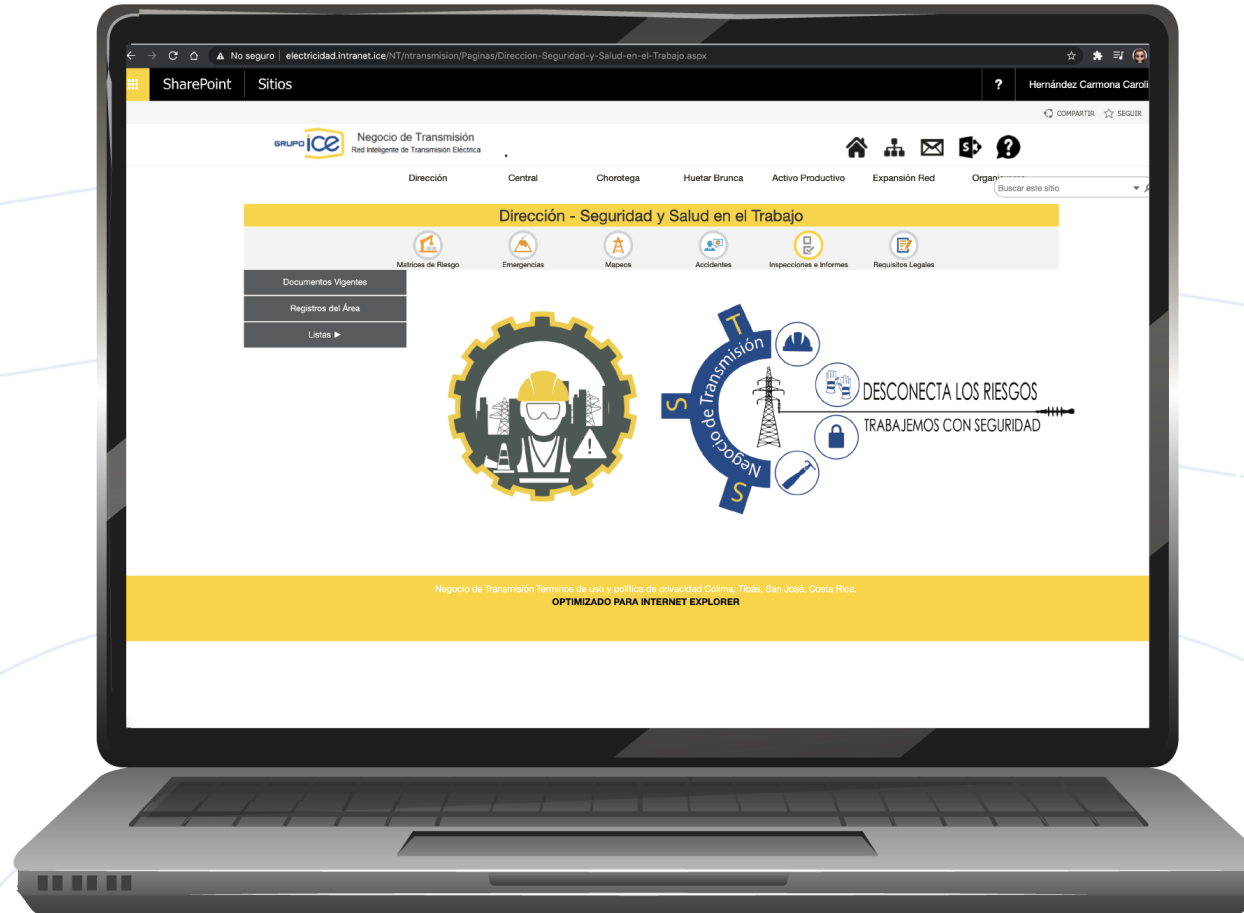 No seguro electricidad.intranet.ice/NT/ntransmision/Paginas/Direccion-Seguridad-y-Salud-en-el-Trabajo.aspx
SharePoint Sitios ? Hernández Carmona Caroli
COMPARTIR SEGUIR
GRUPO ice Negocio de Transmisión
Red Inteligente de Transmisión Eléctrica
Dirección Central Chorotega Huetar Brunca Activo Productivo Expansión Red
Buscar este sitio
Dirección - Seguridad y Salud en el Trabajo
Matrices de Riesgo Emergencias Mapeos Accidentes Inspecciones e Informes Requisitos Legales
Documentos Vigentes
Registros del Área
Listas ►
S S T
Negocio de Transmisión
DESCONECTA LOS RIESGOS
TRABAJEMOS CON SEGURIDAD
Negocio de Transmisión Terminos de uso y política de privacidad Colima, Tibás, San José, Costa Rica,
OPTIMIZADO PARA INTERNET EXPLORER